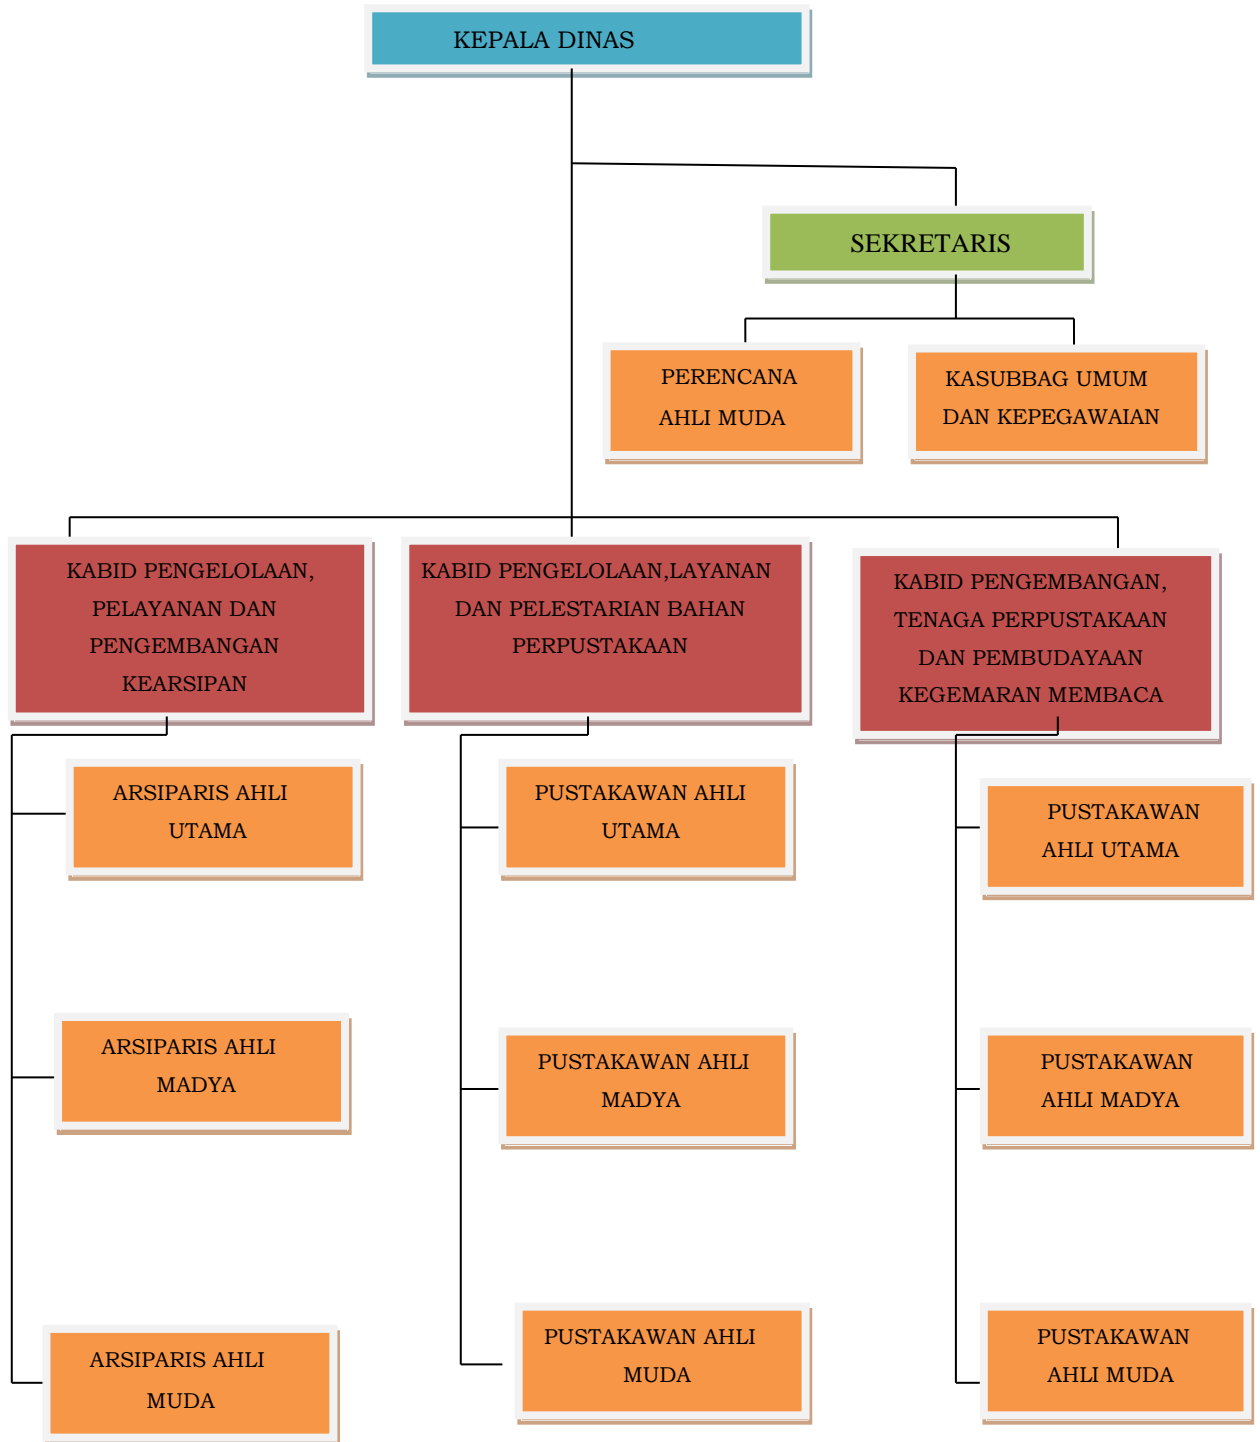 KEPALA DINAS
SEKRETARIS
PERENCANA
AHLI MUDA
KASUBBAG UMUM
DAN KEPEGAWAIAN
KABID PENGELOLAAN,
PELAYANAN DAN
PENGEMBANGAN
KEARSIPAN
KABID PENGELOLAAN,LAYANAN
DAN PELESTARIAN BAHAN
PERPUSTAKAAN
KABID PENGEMBANGAN,
TENAGA PERPUSTAKAAN
DAN PEMBUDAYAAN
KEGEMARAN MEMBACA
ARSIPARIS AHLI
UTAMA
PUSTAKAWAN AHLI
UTAMA
PUSTAKAWAN
AHLI UTAMA
ARSIPARIS AHLI
MADYA
PUSTAKAWAN AHLI
MADYA
PUSTAKAWAN
AHLI MADYA
ARSIPARIS AHLI
MUDA
PUSTAKAWAN AHLI
MUDA
PUSTAKAWAN
AHLI MUDA